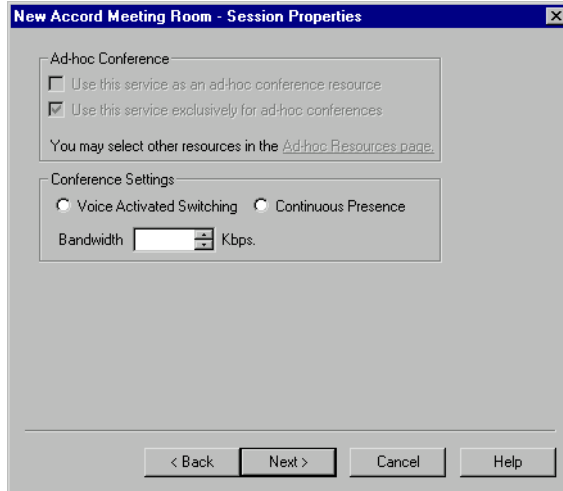 New Accord Meeting Room - Session Properties
Ad-hoc Conference
Use this service as an ad-hoc conference resource
Use this service exclusively for ad-hoc conferences
You may select other resources in the Ad-hoc Resources page.
Conference Settings
Voice Activated Switching Continuous Presence
Bandwidth Kbps.
< Back Next > Cancel Help